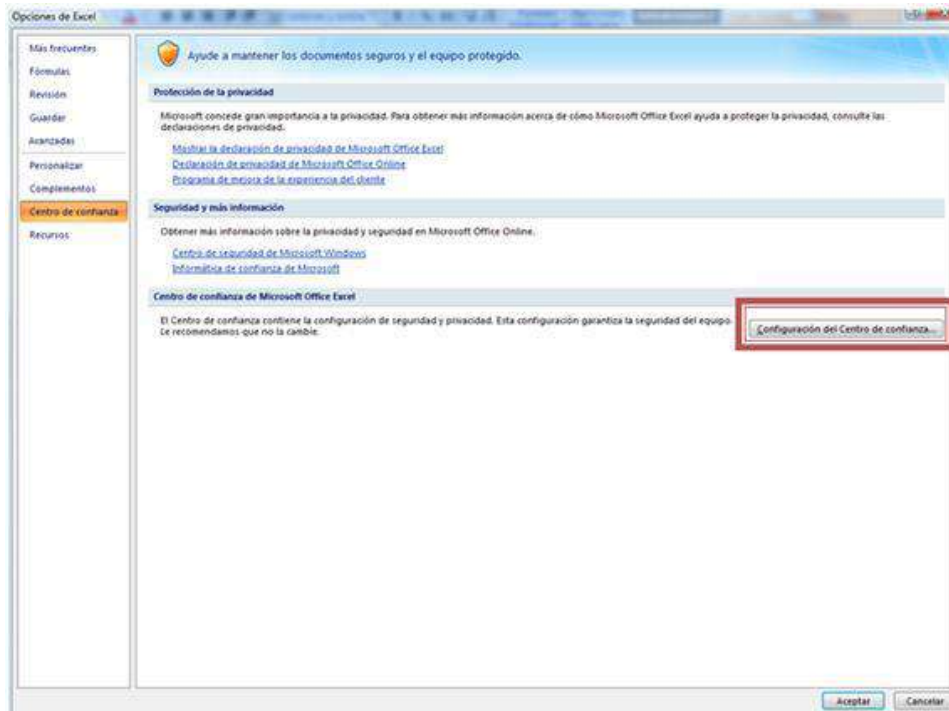 Opciones de Excel
Más frecuentes
Fórmulas
Revisión
Guardar
Avanzadas
Personalizar
Complementos
Centro de confianza
Recursos
Ayude a mantener los documentos seguros y el equipo protegido.
Protección de la privacidad
Microsoft concede gran importancia a la privacidad. Para obtener más información acerca de cómo Microsoft Office Excel ayuda a proteger la privacidad, consulte las
declaraciones de privacidad.
Mostrar la declaración de privacidad de Microsoft Office Excel
Declaración de privacidad de Microsoft Office Online
Programa de mejora de la experiencia del cliente
Seguridad y más información
Obtener más información sobre la privacidad y seguridad en Microsoft Office Online.
Centro de seguridad de Microsoft Windows
Informática de confianza de Microsoft
Centro de confianza de Microsoft Office Excel
El Centro de confianza contiene la configuración de seguridad y privacidad. Esta configuración garantiza la seguridad del equipo.
Le recomendamos que no la cambie.
Configuración del Centro de confianza...
Aceptar
Cancelar